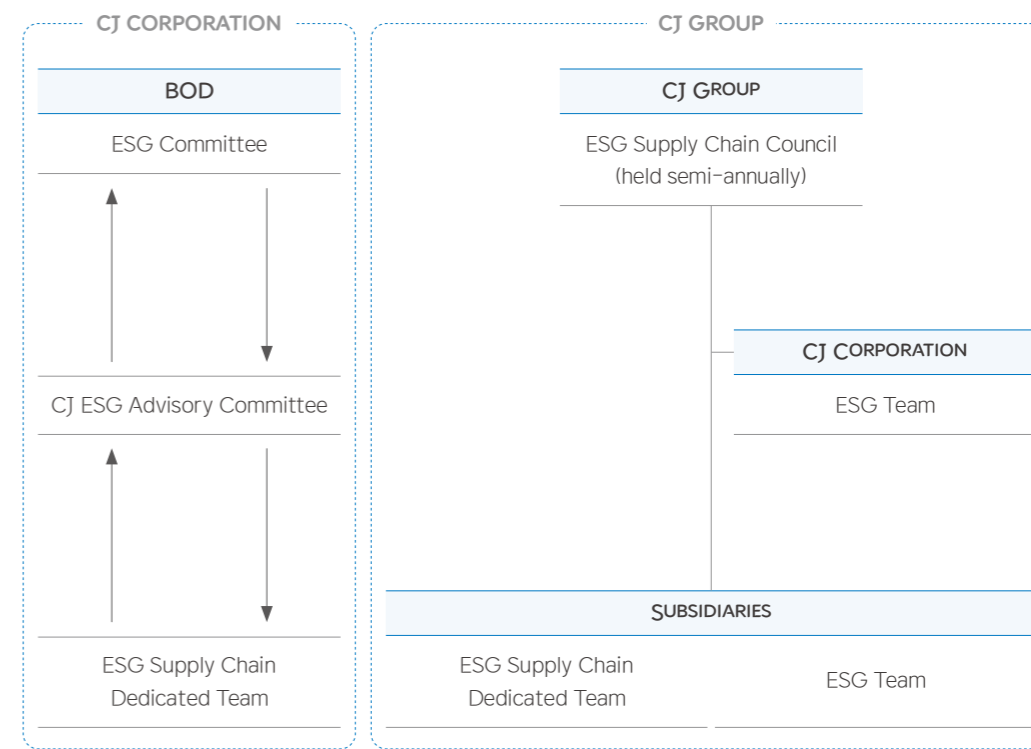 CJ CORPORATION
BOD
ESG Committee
CJ ESG Advisory Committee
ESG Supply Chain
Dedicated Team
CJ GROUP
CJ GROUP
ESG Supply Chain Council
(held semi-annually)
CJ CORPORATION
ESG Team
SUBSIDIARIES
ESG Supply Chain
Dedicated Team
ESG Team